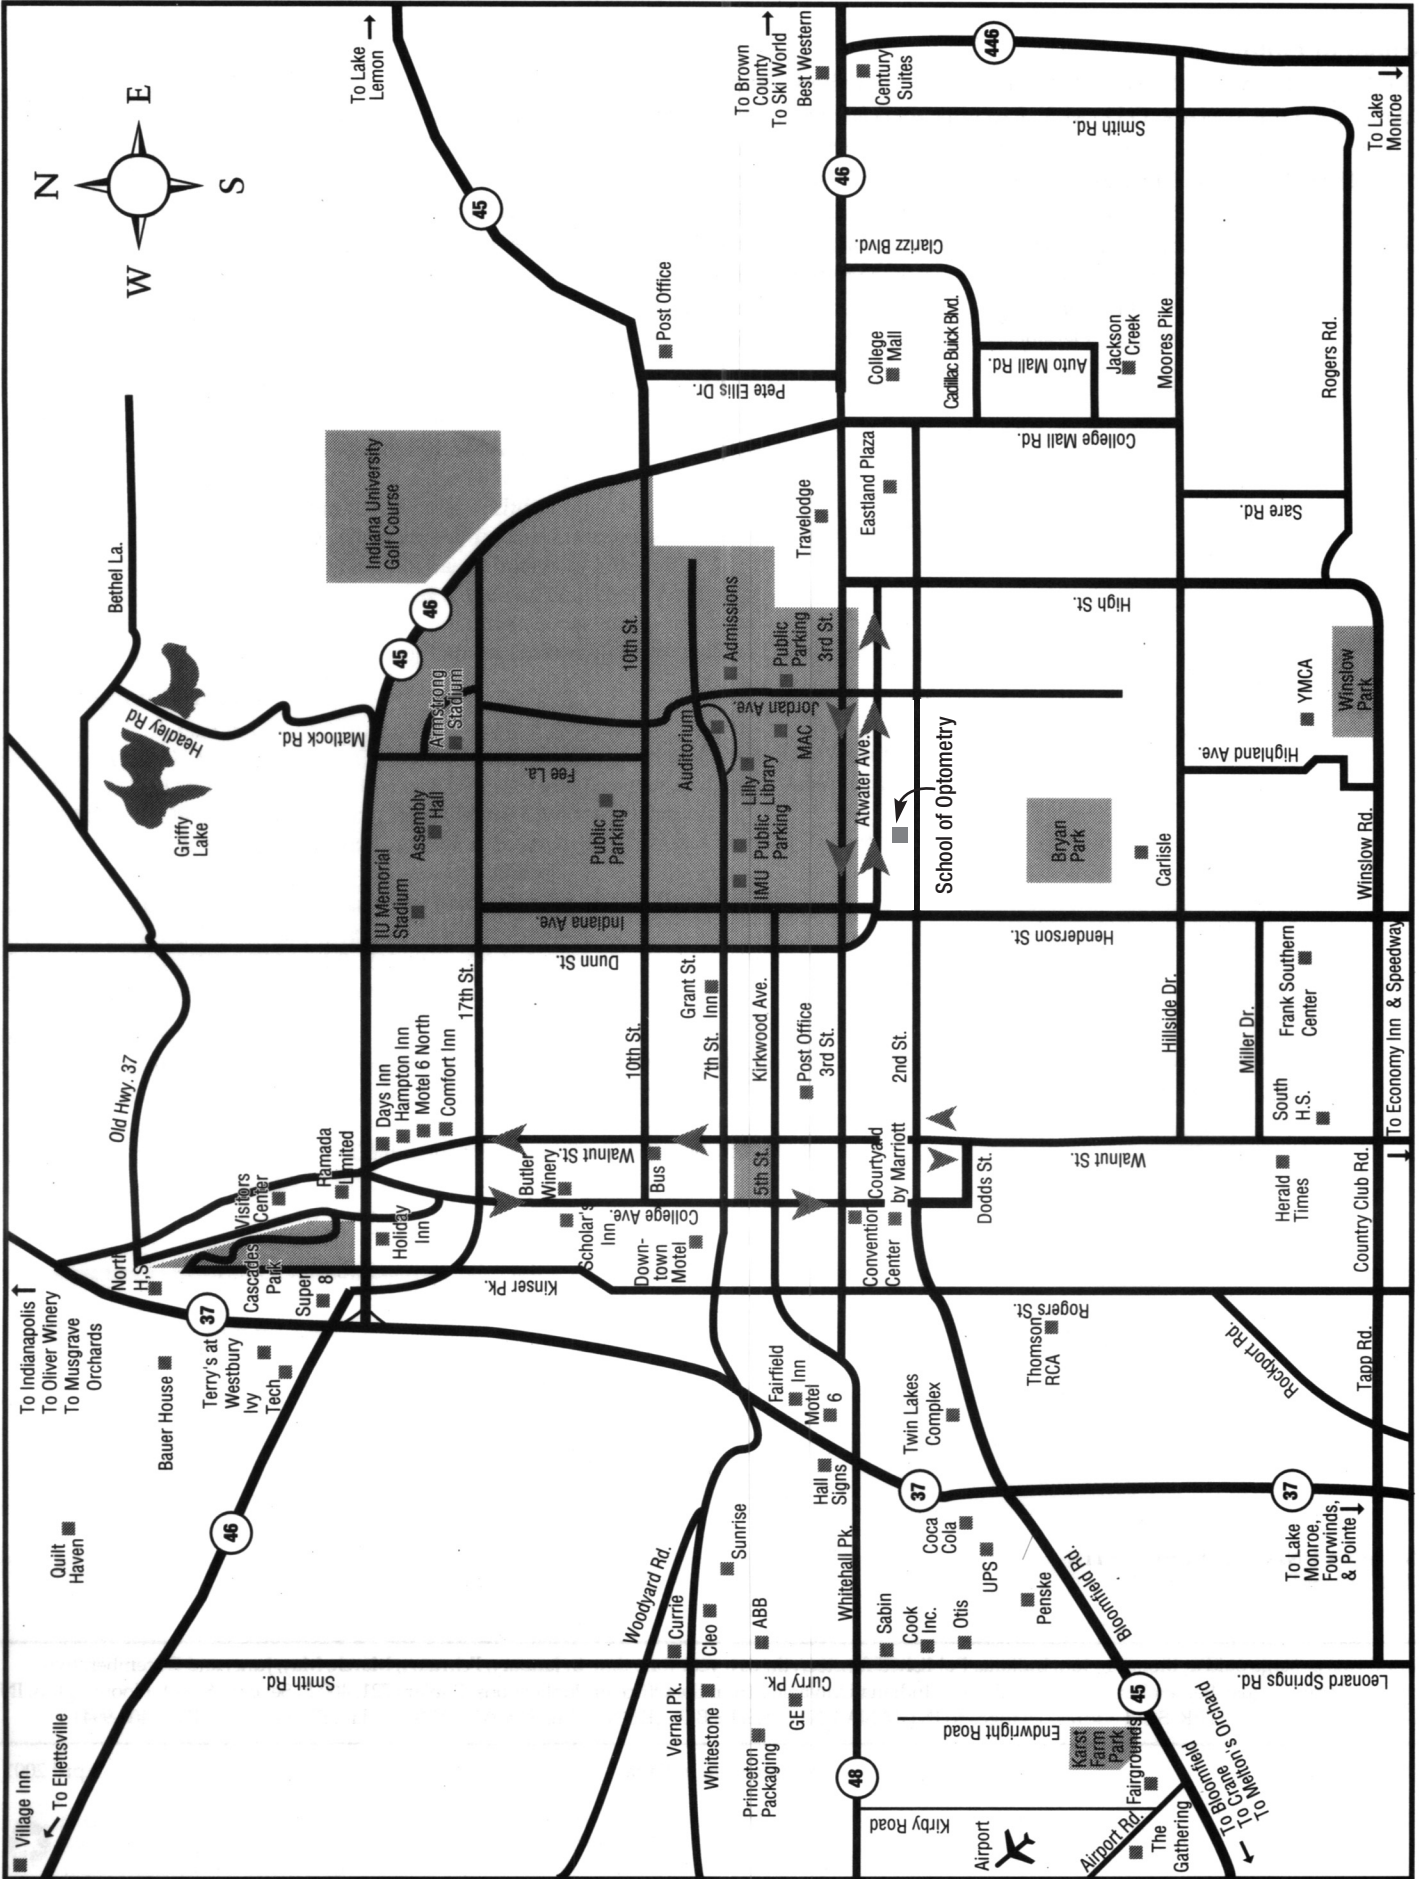 Village Inn
To Ellettsville
Quilt
Haven
To Indianapolis
To Oliver Winery
To Musgrave
Orchards
N
W
E
S
Bauer House
North
H.S.
Old Hwy. 37
Griffy
Lake
Headley Rd
Bethel La.
37
46
Terry's at
Westbury
Ivy
Tech
Cascades
Park
Super
8
Visitors
Center
Ramada
Limited
Matlock Rd.
Indiana University
Golf Course
To Lake
Lemon
Smith Rd.
Holiday
Inn
Days Inn
Hampton Inn
Motel 6 North
Comfort Inn
IU Memorial
Stadium
Assembly
Hall
Armstrong
Stadium
45
46
45
17th St.
Kinser Pk.
Butler
Winery
Scholar's
Inn
Walnut St.
College Ave.
Dunn St.
Indiana Ave.
Fee La.
Public
Parking
10th St.
10th St.
Woodyard Rd.
Currie
Cleo
Sunrise
Vernal Pk.
Whitestone
Down-
town
Motel
Bus
Grant St.
Inn
7th St.
Auditorium
Post Office
Pete Ellis Dr.
ABB
GE
Princeton
Packaging
Curry Pk.
Fairfield
Inn
Motel
6
Hall
Signs
5th St.
Kirkwood Ave.
Post Office
3rd St.
IMU
Public
Parking
Lilly
Library
MAC
Jordan Ave.
Admissions
Public
Parking
3rd St.
Travelodge
To Brown
County
To Ski World
Best Western
Whitehall Pk.
48
46
Convention
Center
Courtyard
by Marriott
2nd St.
Atwater Ave.
School of Optometry
Eastland Plaza
College
Mall
Clarizz Blvd.
Century
Suites
446
Kirby Road
Endwright Road
Sabin
Cook
Inc.
Otis
UPS
Coca
Cola
37
Twin Lakes
Complex
Penske
Dodds St.
Cadillac Buick Blvd.
Auto Mall Rd.
College Mall Rd.
Jackson
Creek
Smith Rd.
Airport
Airport Rd.
The
Gathering
Fairgrounds
Karst
Farm
Park
Bloomfield Rd.
45
Thomson
RCA
Rogers St.
Walnut St.
Henderson St.
Bryan
Park
Carlisle
High St.
Moores Pike
Hillside Dr.
To Bloomfield
To Crane
To Melton's Orchard
Leonard Springs Rd.
37
To Lake
Monroe,
Fourwinds,
& Pointe
Rockport Rd.
Miller Dr.
Herald
Times
South
H.S.
Frank Southern
Center
Highland Ave.
YMCA
Winslow
Park
Sare Rd.
Rogers Rd.
To Lake
Monroe
Tapp Rd.
Country Club Rd.
Winslow Rd.
To Economy Inn & Speedway